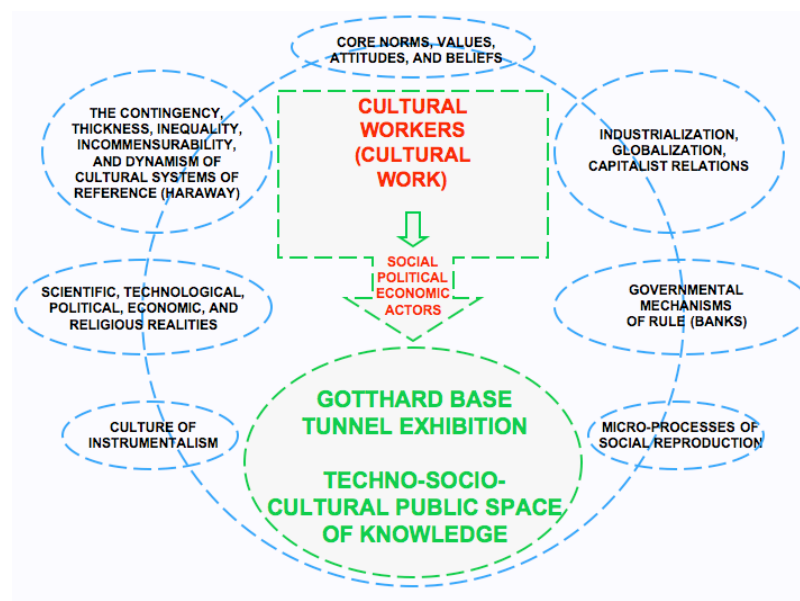 CORE NORMS, VALUES,
ATTITUDES, AND BELIEFS
THE CONTINGENCY,
THICKNESS, INEQUALITY,
INCOMMENSURABILITY,
AND DYNAMISM OF
CULTURAL SYSTEMS OF
REFERENCE (HARAWAY)
CULTURAL
WORKERS
(CULTURAL
WORK)
INDUSTRIALIZATION,
GLOBALIZATION,
CAPITALIST RELATIONS
SOCIAL
POLITICAL
ECONOMIC
ACTORS
SCIENTIFIC, TECHNOLOGICAL,
POLITICAL, ECONOMIC, AND
RELIGIOUS REALITIES
GOVERNMENTAL
MECHANISMS
OF RULE (BANKS)
CULTURE OF
INSTRUMENTALISM
GOTTHARD BASE
TUNNEL EXHIBITION
TECHNO-SOCIO-
CULTURAL PUBLIC SPACE
OF KNOWLEDGE
MICRO-PROCESSES OF
SOCIAL REPRODUCTION